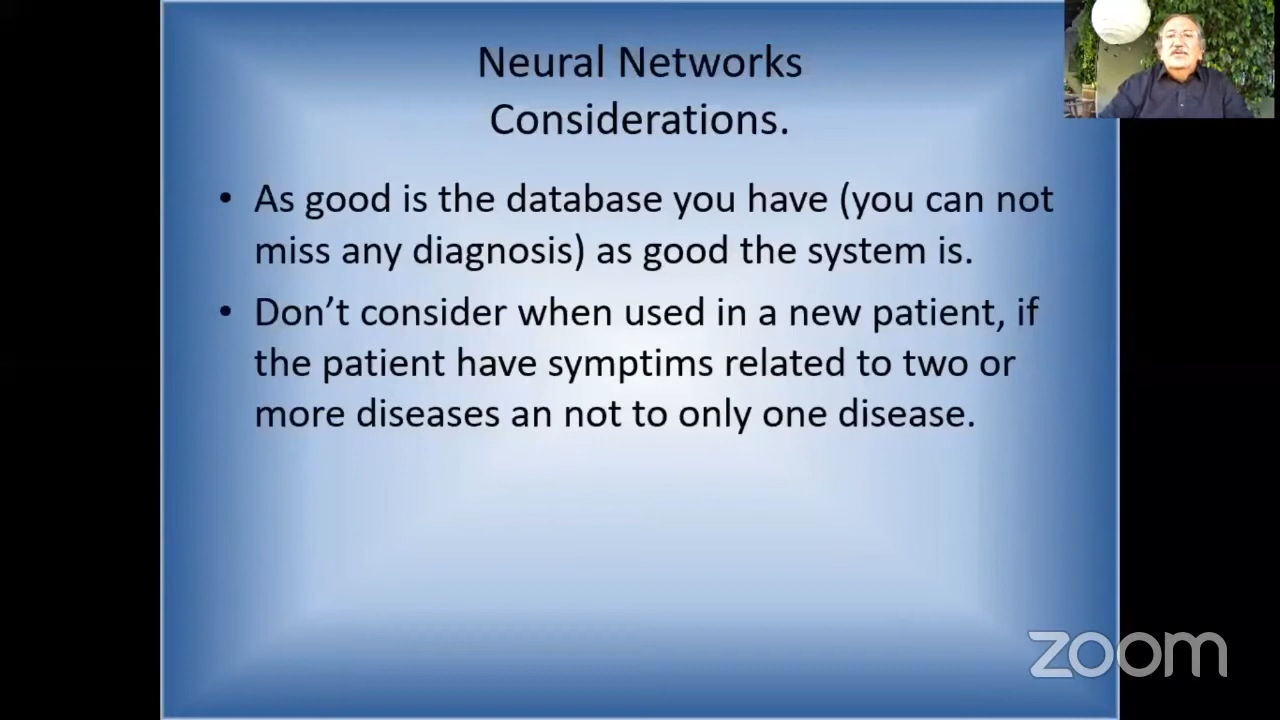 Neural Networks
Considerations.
• As good is the database you have (you can not
miss any diagnosis) as good the system is.
• Don’t consider when used in a new patient, if
the patient have symptims related to two or
more diseases an not to only one disease.
zoom